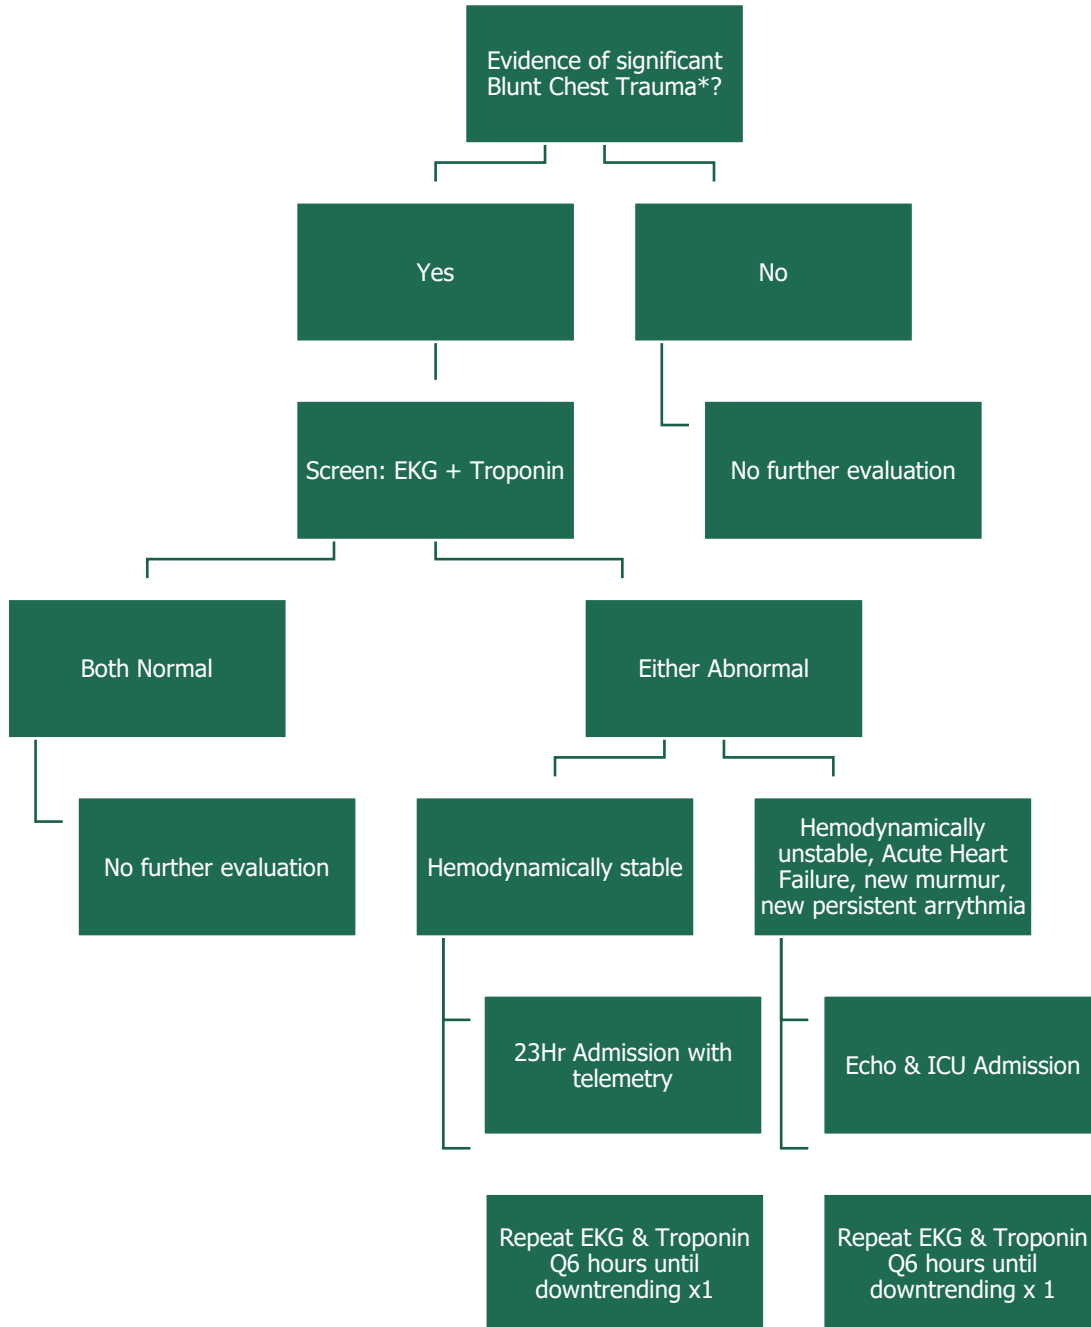 Evidence of significant
Blunt Chest Trauma*?
Yes
No
Screen: EKG + Troponin
No further evaluation
Both Normal
Either Abnormal
No further evaluation
Hemodynamically stable
Hemodynamically
unstable, Acute Heart
Failure, new murmur,
new persistent arrythmia
23Hr Admission with
telemetry
Echo & ICU Admission
Repeat EKG & Troponin
Q6 hours until
downtrending x1
Repeat EKG & Troponin
Q6 hours until
downtrending x 1